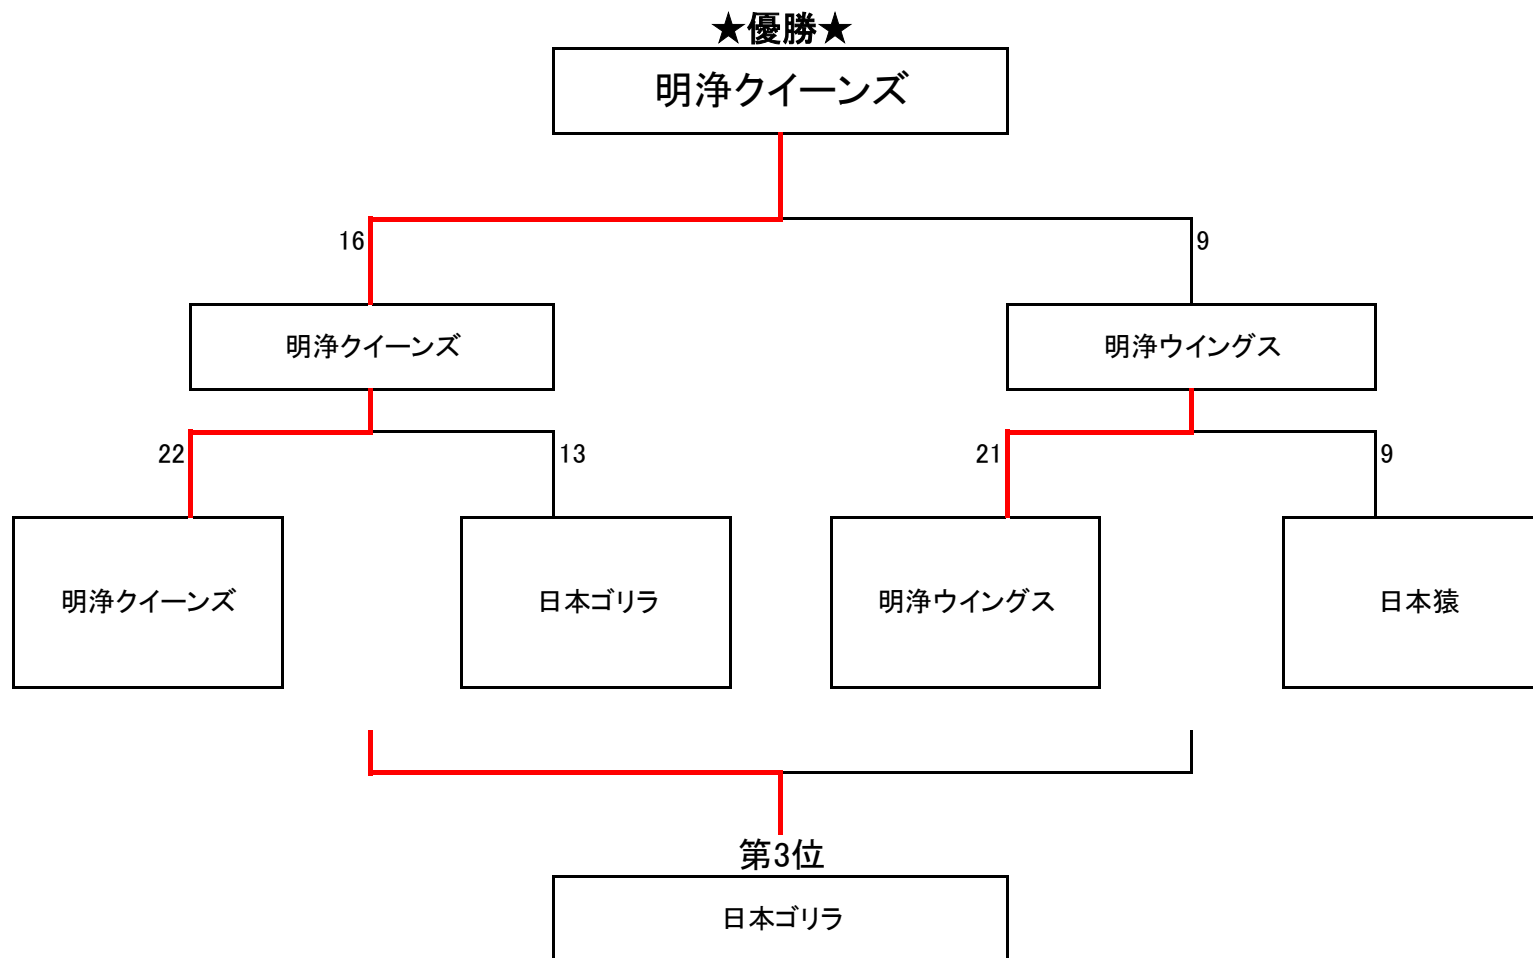 ★優勝★
明浄クイーンズ
16
9
明浄クイーンズ
明浄ウイングス
22
13
21
9
明浄クイーンズ
日本ゴリラ
明浄ウイングス
日本猿
第3位
日本ゴリラ